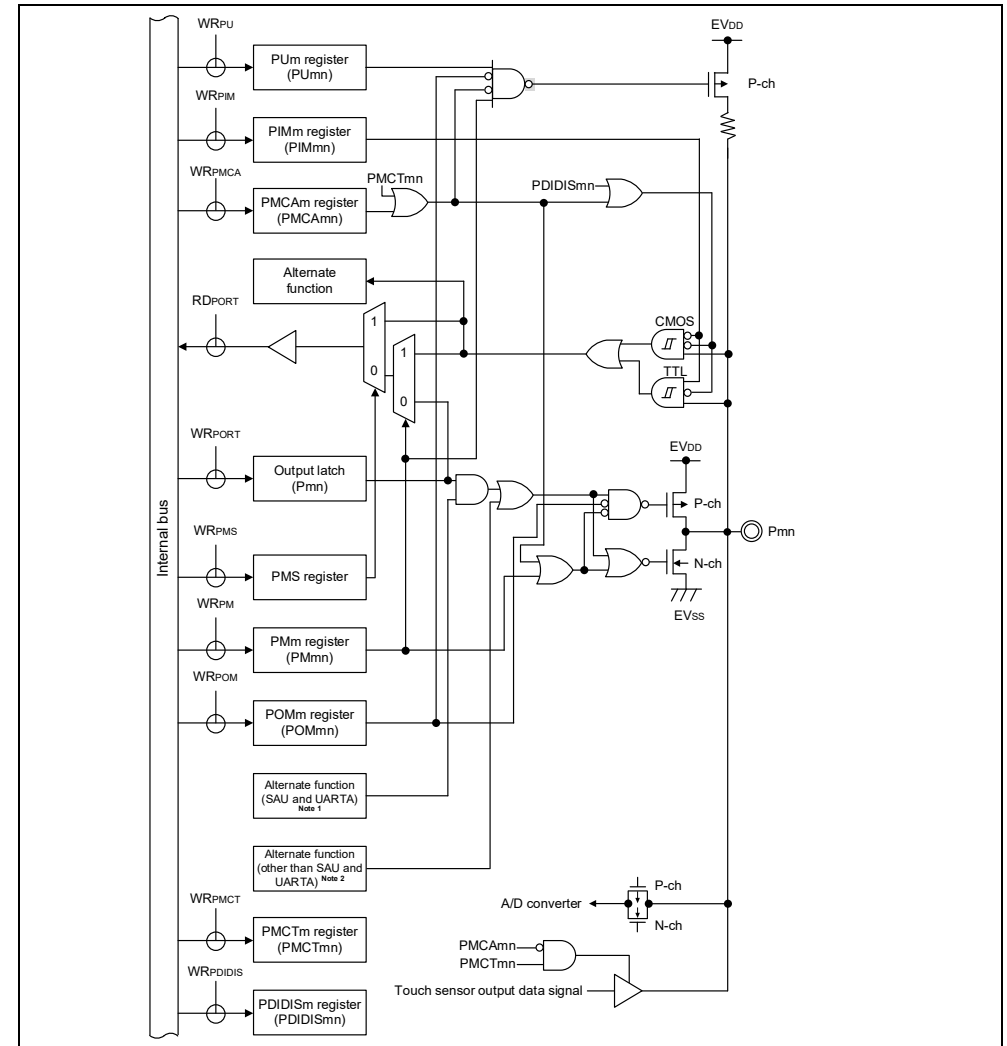 WRPU
PUm register
(PUmn)
EVDD
P-ch
WRPIM
PIMm register
(PIMmn)
WRPMCA
PMCAm register
(PMCAmn)
PMCTmn
PDIDISmn
Alternate
function
RDPORT
1
0
1
0
CMOS
TTL
WRPORT
Output latch
(Pmn)
EVDD
P-ch
Pmn
N-ch
EVSS
Internal bus
WRPMS
PMS register
WRPM
PMm register
(PMmn)
WRPOM
POMm register
(POMmn)
Alternate function
(SAU and UARTA)
Note 1
Alternate function
(other than SAU and
UARTA) Note 2
P-ch
A/D converter
N-ch
WRPMCT
PMCTm register
(PMCTmn)
PMCAmn
PMCTmn
Touch sensor output data signal
WRPDIDIS
PDIDISm register
(PDIDISmn)